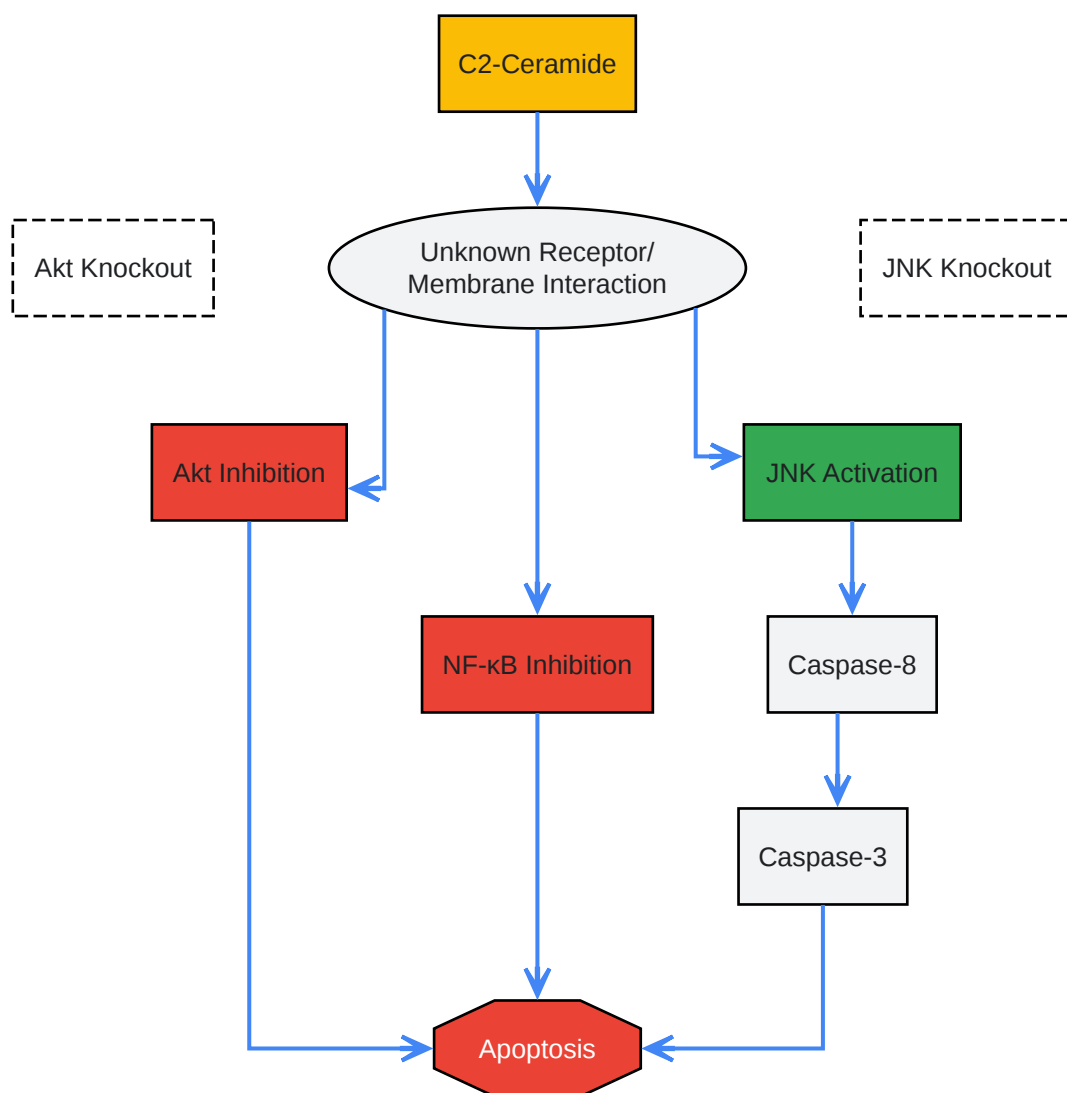 C2-Ceramide
Unknown Receptor/
Membrane Interaction
Akt Knockout
JNK Knockout
Akt Inhibition
JNK Activation
NF-κB Inhibition
Caspase-8
Caspase-3
Apoptosis